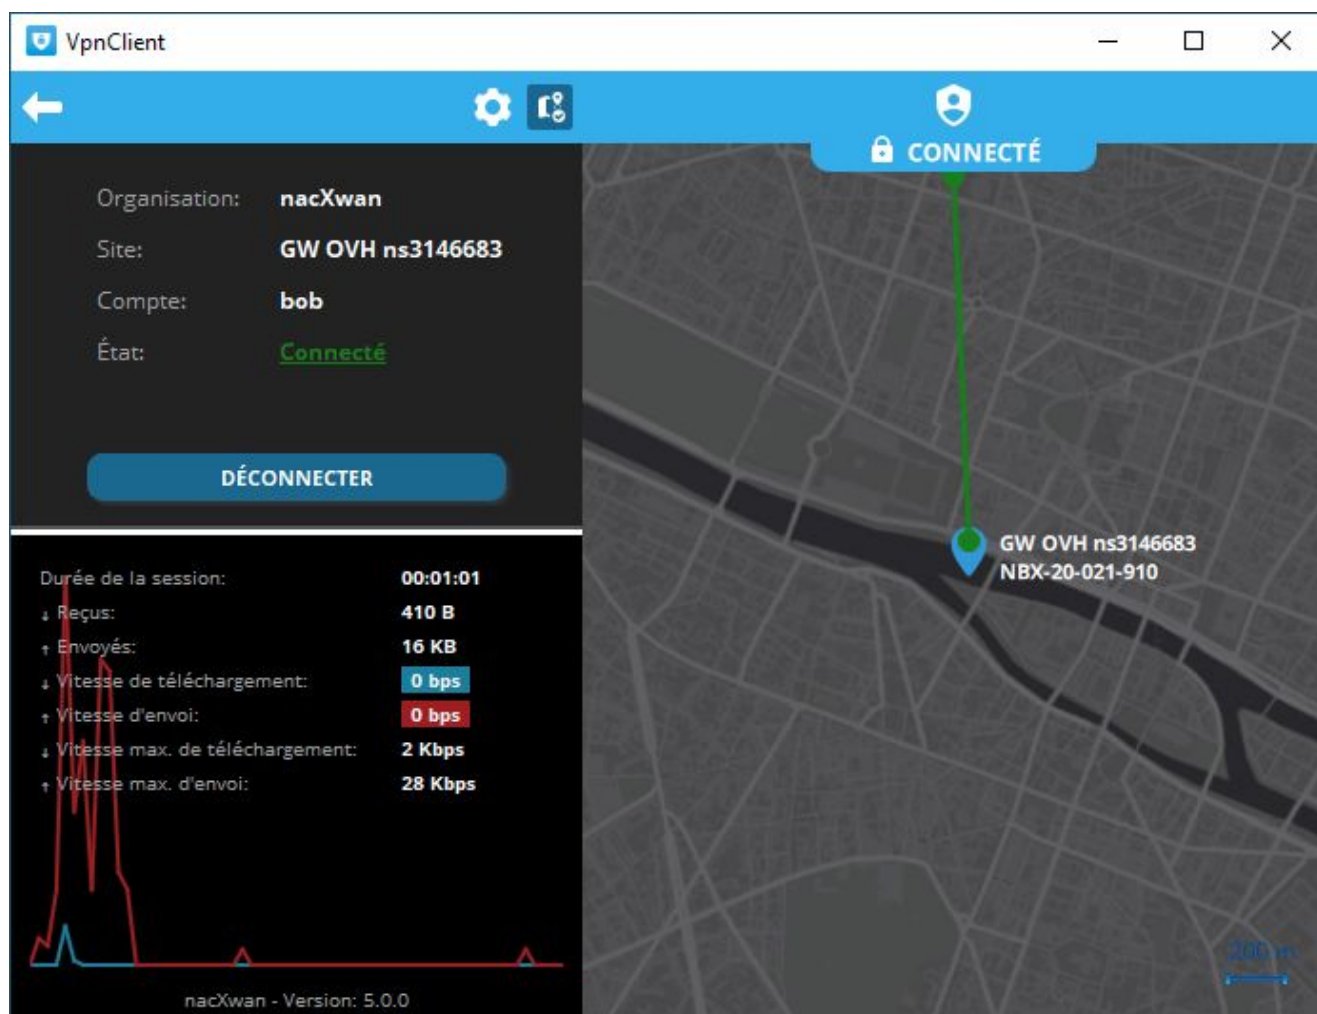 VpnClient
CONNECTÉ
Organisation: nacXwan
Site: GW OVH ns3146683
Compte: bob
État: Connecté
DÉCONNECTER
GW OVH ns3146683
NBX-20-021-910
Durée de la session: 00:01:01
↓ Reçus: 410 B
↑ Envoyés: 16 KB
↓ Vitesse de téléchargement: 0 bps
↑ Vitesse d'envoi: 0 bps
↓ Vitesse max. de téléchargement: 2 Kbps
↑ Vitesse max. d'envoi: 28 Kbps
200 m
nacXwan - Version: 5.0.0